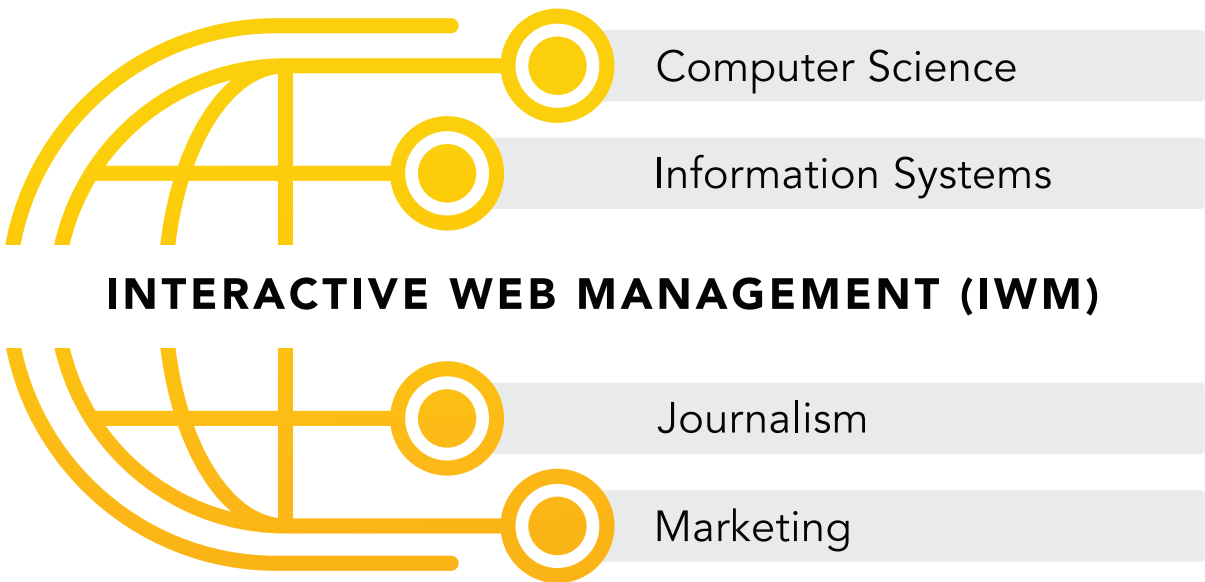 Computer Science
Information Systems
INTERACTIVE WEB MANAGEMENT (IWM)
Journalism
Marketing